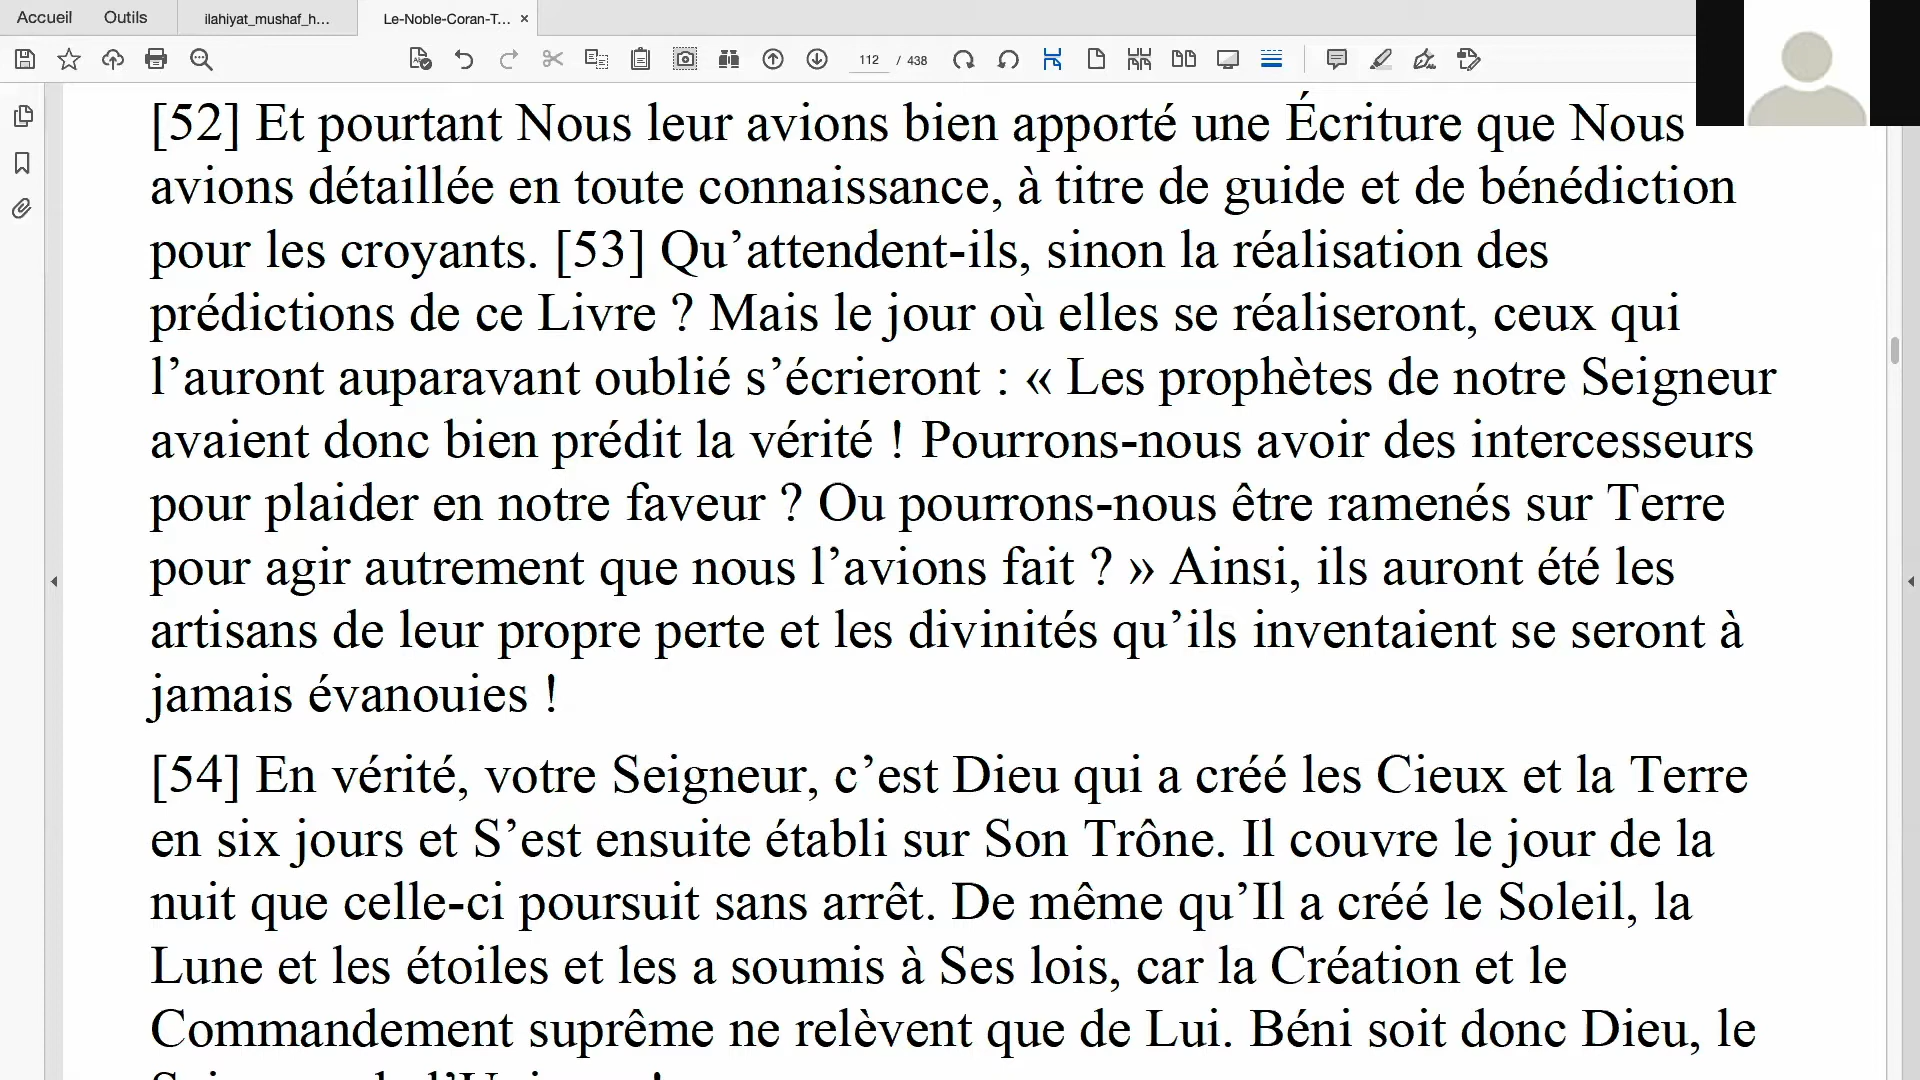 Accueil Outils ilahiyat_mushaf_h... Le-Noble-Coran-T... ×
112 / 438
[52] Et pourtant Nous leur avions bien apporté une Écriture que Nous
avions détaillée en toute connaissance, à titre de guide et de bénédiction
pour les croyants. [53] Qu’attendent-ils, sinon la réalisation des
prédictions de ce Livre ? Mais le jour où elles se réaliseront, ceux qui
l’auront auparavant oublié s’écrieront : « Les prophètes de notre Seigneur
avaient donc bien prédit la vérité ! Pourrons-nous avoir des intercesseurs
pour plaider en notre faveur ? Ou pourrons-nous être ramenés sur Terre
pour agir autrement que nous l’avions fait ? » Ainsi, ils auront été les
artisans de leur propre perte et les divinités qu’ils inventaient se seront à
jamais évanouies !
[54] En vérité, votre Seigneur, c’est Dieu qui a créé les Cieux et la Terre
en six jours et S’est ensuite établi sur Son Trône. Il couvre le jour de la
nuit que celle-ci poursuit sans arrêt. De même qu’Il a créé le Soleil, la
Lune et les étoiles et les a soumis à Ses lois, car la Création et le
Commandement suprême ne relèvent que de Lui. Béni soit donc Dieu, le